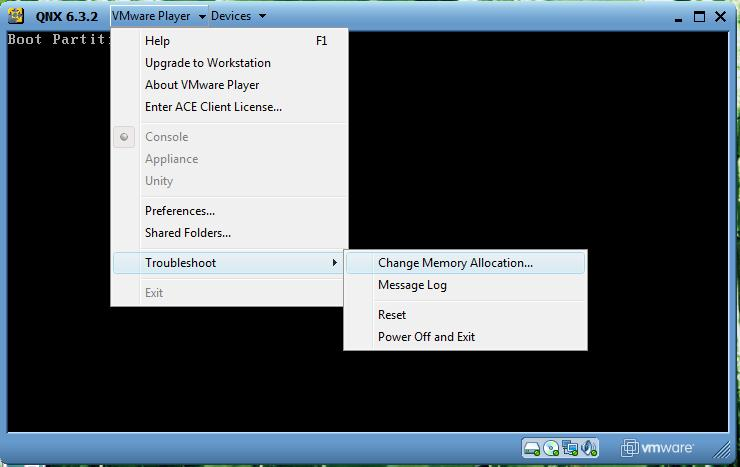 QNX 6.3.2 VMware Player Devices
Boot Partiti
Help F1
Upgrade to Workstation
About VMware Player
Enter ACE Client License...
Console
Appliance
Unity
Preferences...
Shared Folders...
Troubleshoot
Exit
Change Memory Allocation...
Message Log
Reset
Power Off and Exit
vmware